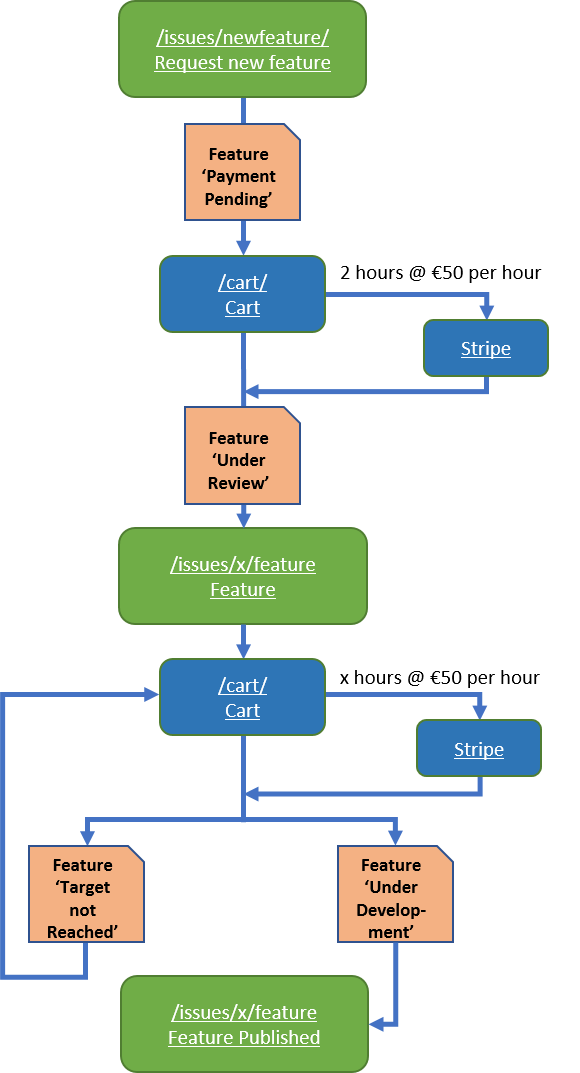 /issues/newfeature/
Request new feature
Feature
‘Payment
Pending’
/cart/
Cart
2 hours @ €50 per hour
Stripe
Feature
‘Under
Review’
/issues/x/feature
Feature
/cart/
Cart
x hours @ €50 per hour
Stripe
Feature
‘Target
not
Reached’
Feature
‘Under
Develop-
ment’
/issues/x/feature
Feature Published